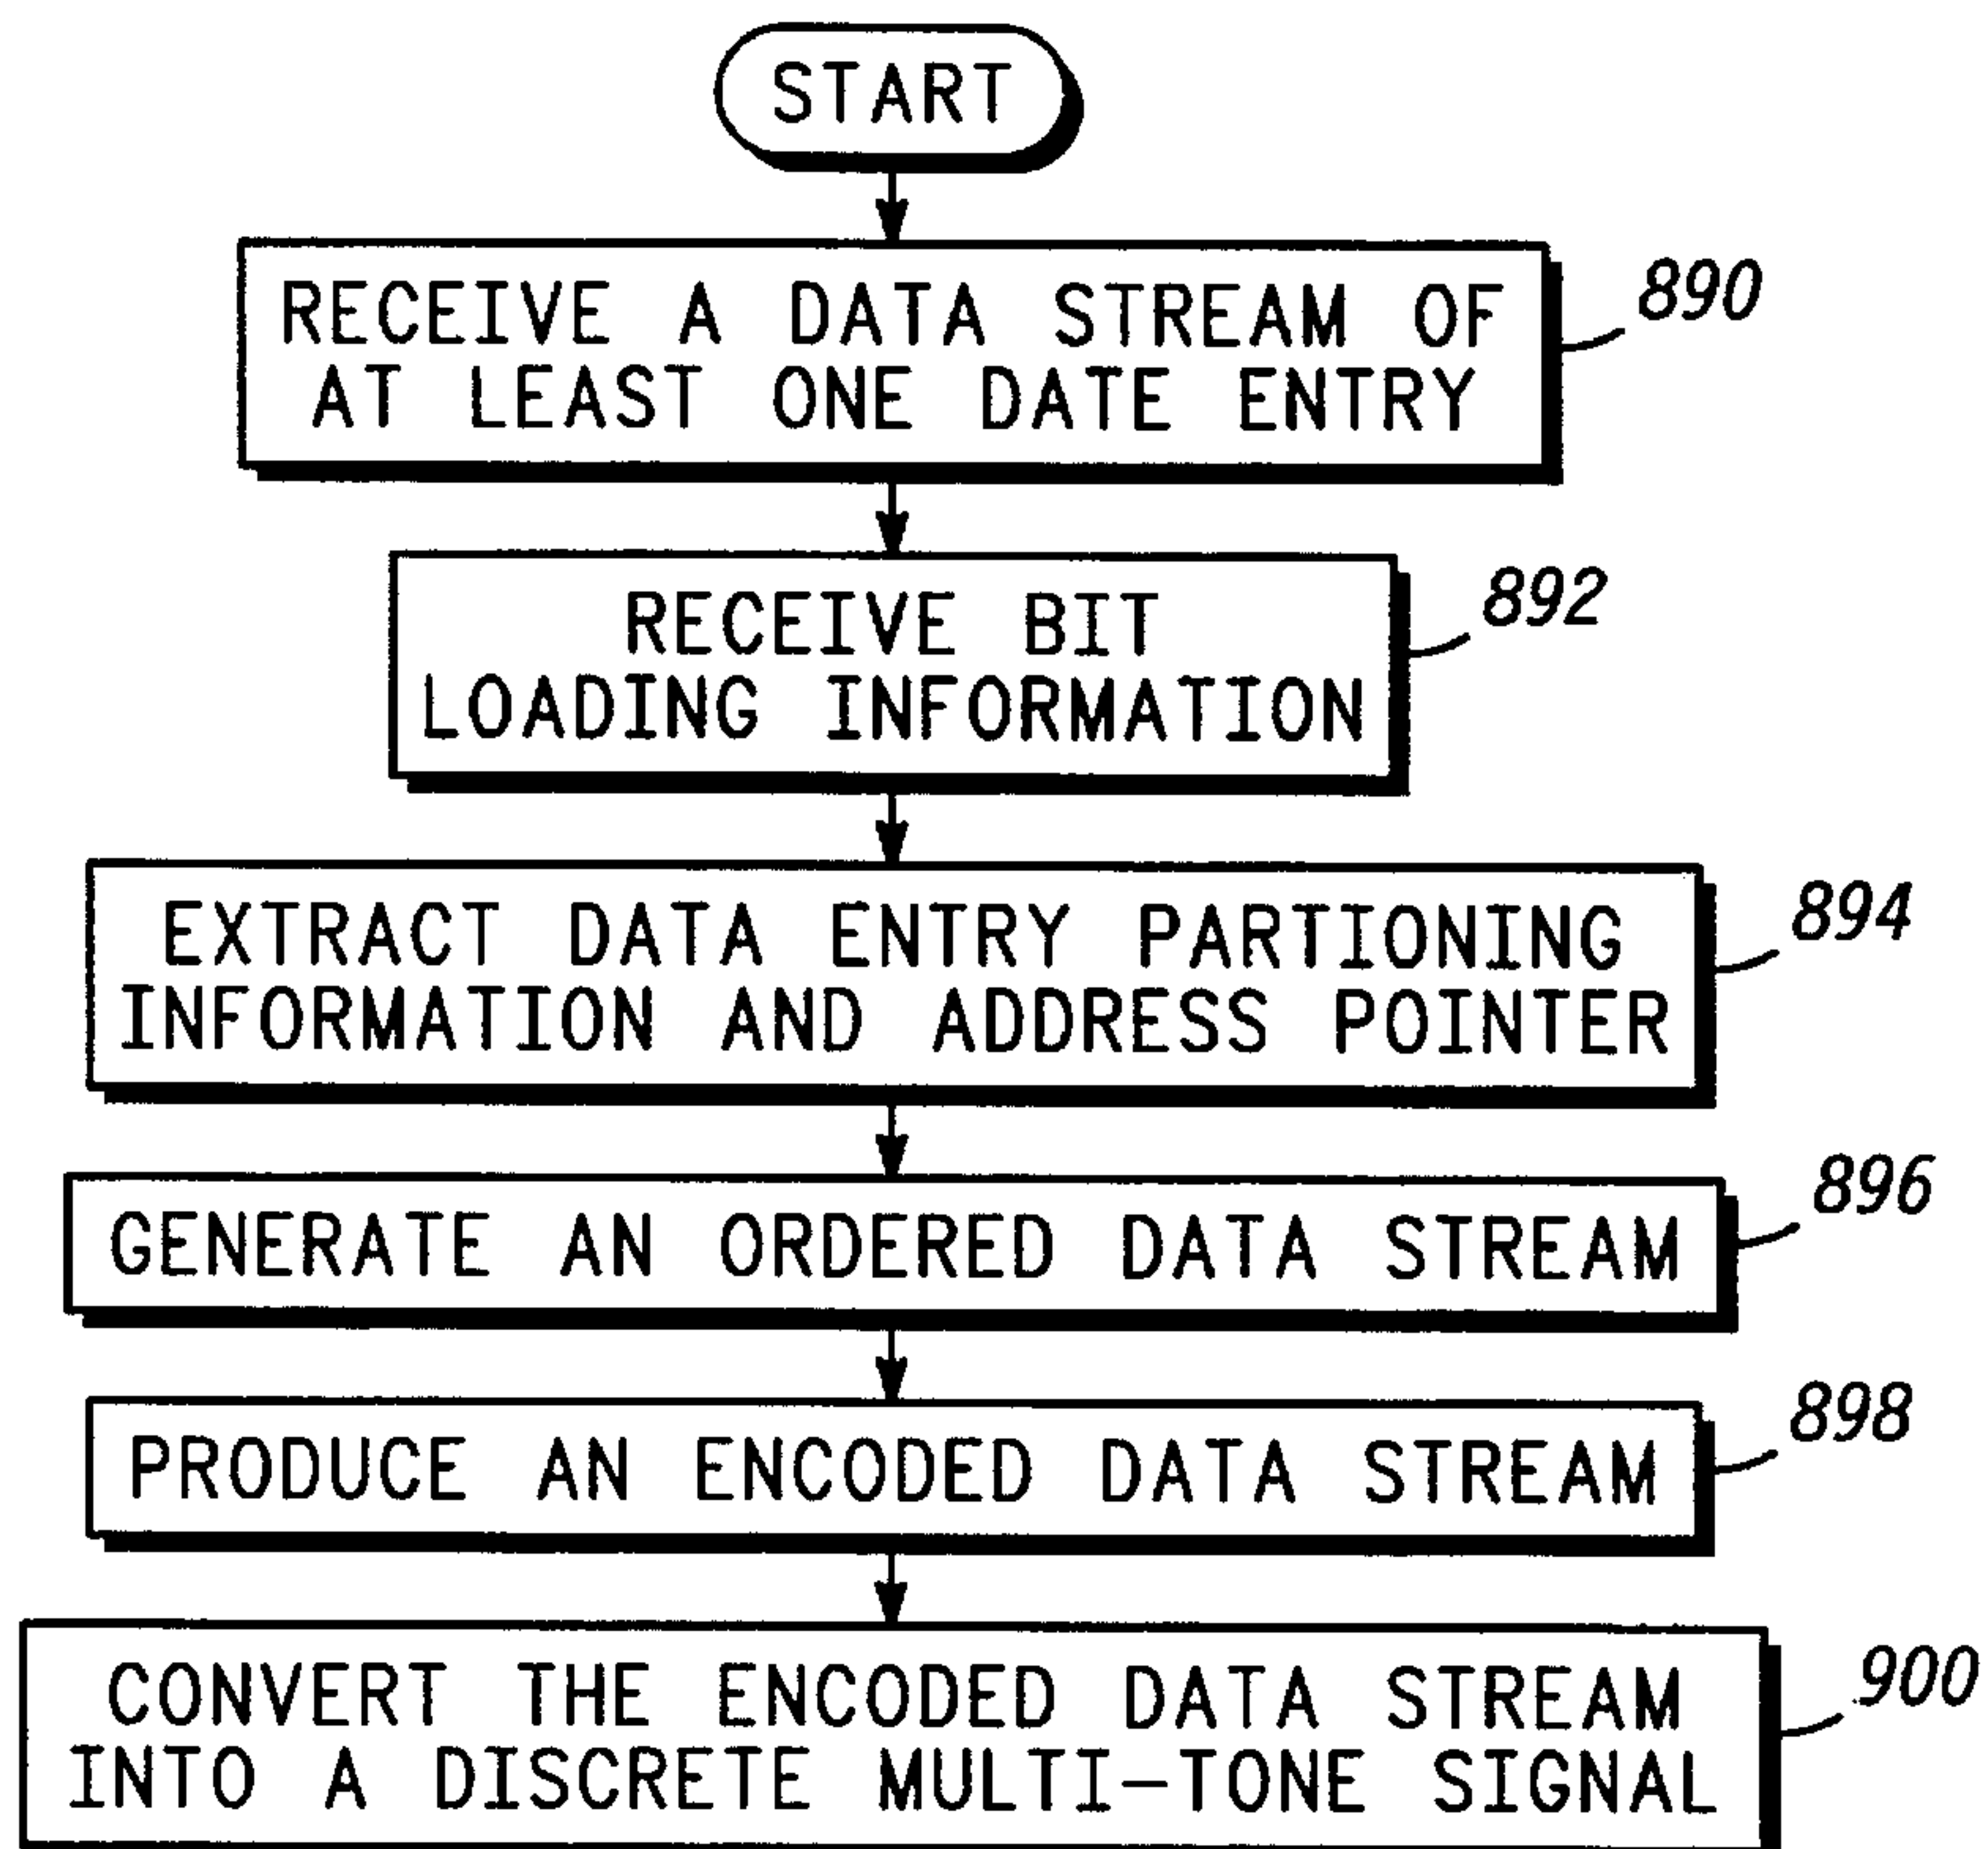 START
RECEIVE A DATA STREAM OF
AT LEAST ONE DATE ENTRY
890
RECEIVE BIT
LOADING INFORMATION
892
EXTRACT DATA ENTRY PARTIONING
INFORMATION AND ADDRESS POINTER
894
GENERATE AN ORDERED DATA STREAM
896
PRODUCE AN ENCODED DATA STREAM
898
CONVERT THE ENCODED DATA STREAM
INTO A DISCRETE MULTI-TONE SIGNAL
900